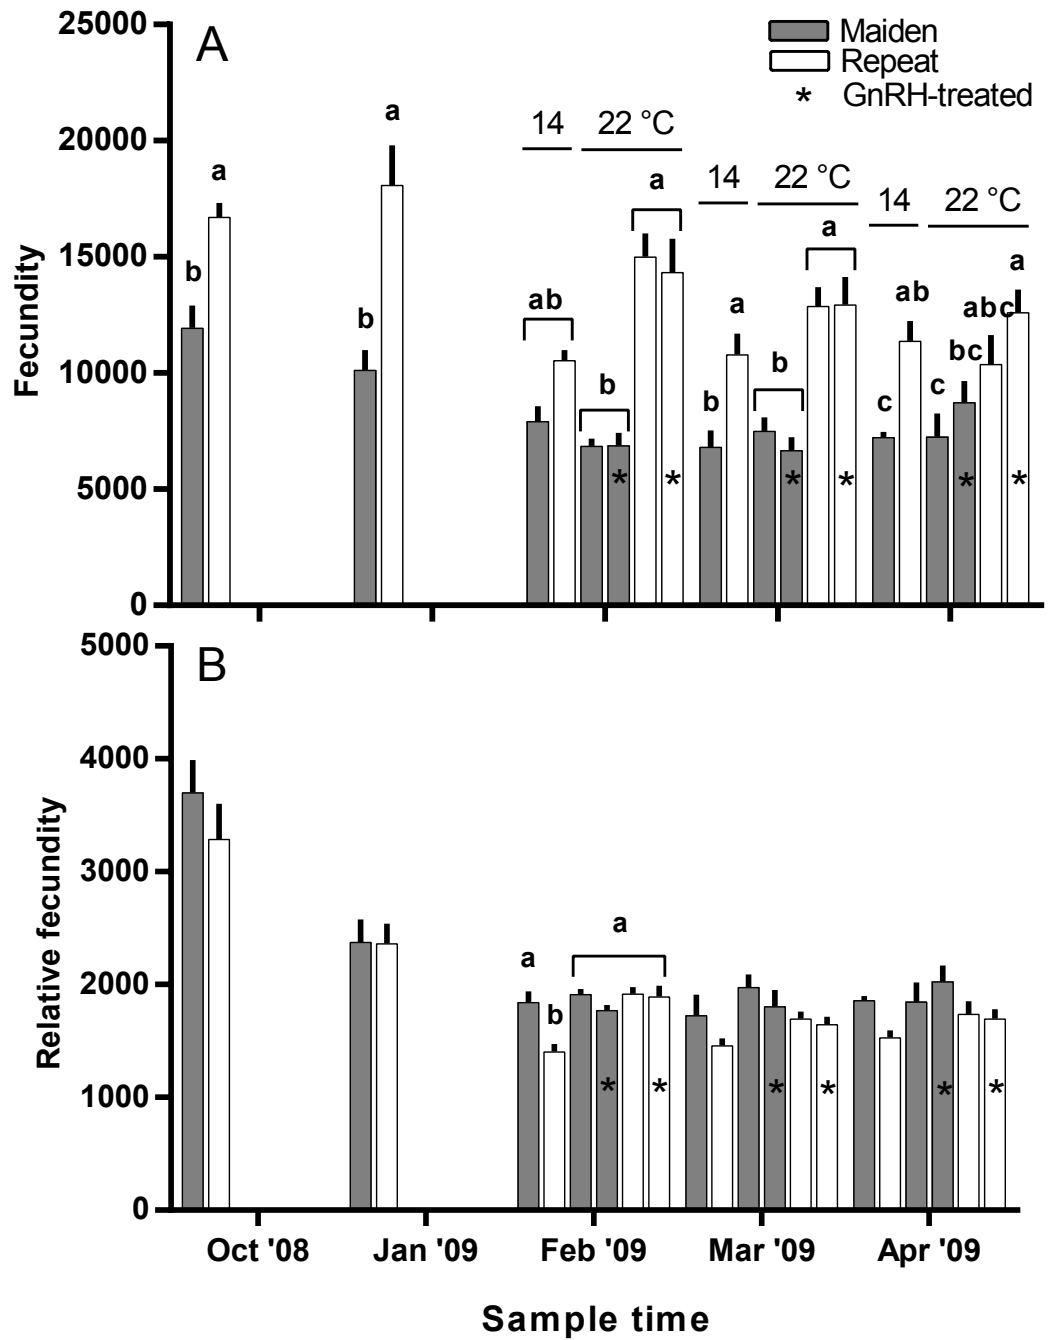 A
Maiden
Repeat
* GnRH-treated
Fecundity
25000
20000
15000
10000
5000
0
b a
b a
14 22 °C
ab b a
* *
14 22 °C
b a b a
* *
14 22 °C
c ab c bc abc a
* *
B
Relative fecundity
5000
4000
3000
2000
1000
0
a b a
* * * * * *
Oct '08 Jan '09 Feb '09 Mar '09 Apr '09
Sample time